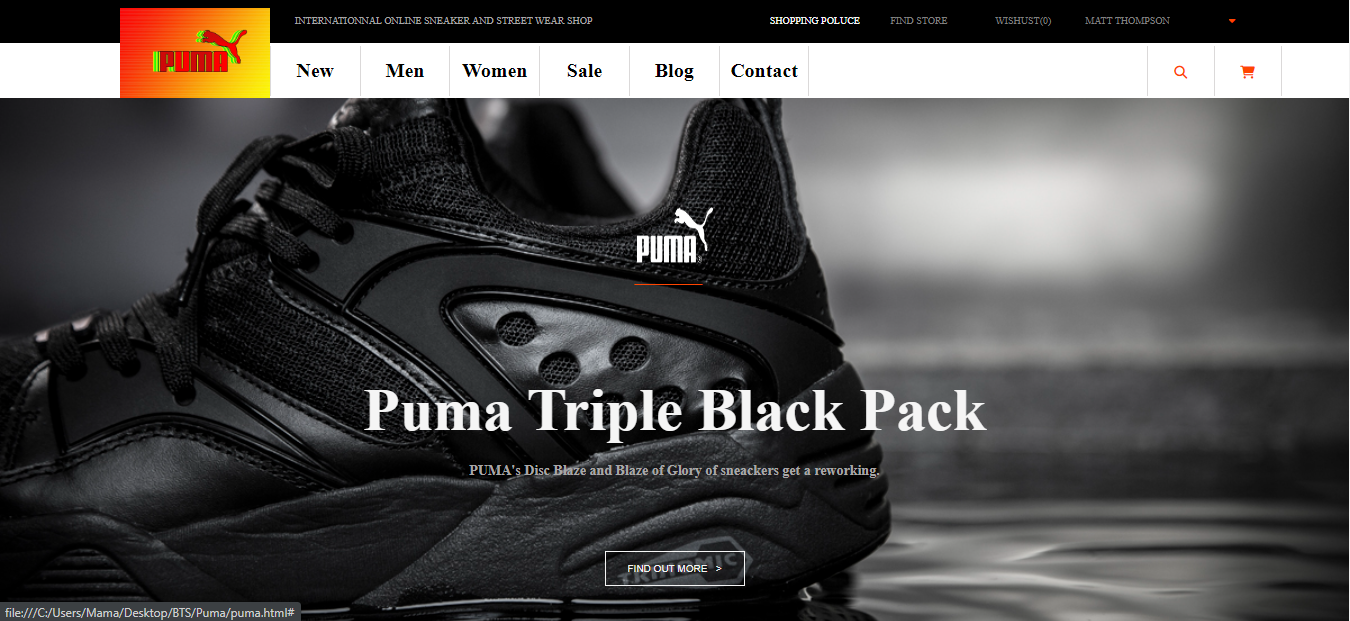 INTERNATIONNAL ONLINE SNEAKER AND STREET WEAR SHOP
SHOPPING POLUCE
FIND STORE
WISHUST(0)
MATT THOMPSON
PUMA
New
Men
Women
Sale
Blog
Contact
PUMA®
Puma Triple Black Pack
PUMA's Disc Blaze and Blaze of Glory of sneackers get a reworking,
FIND OUT MORE >
file:///C:/Users/Mama/Desktop/BTS/Puma/puma.html#